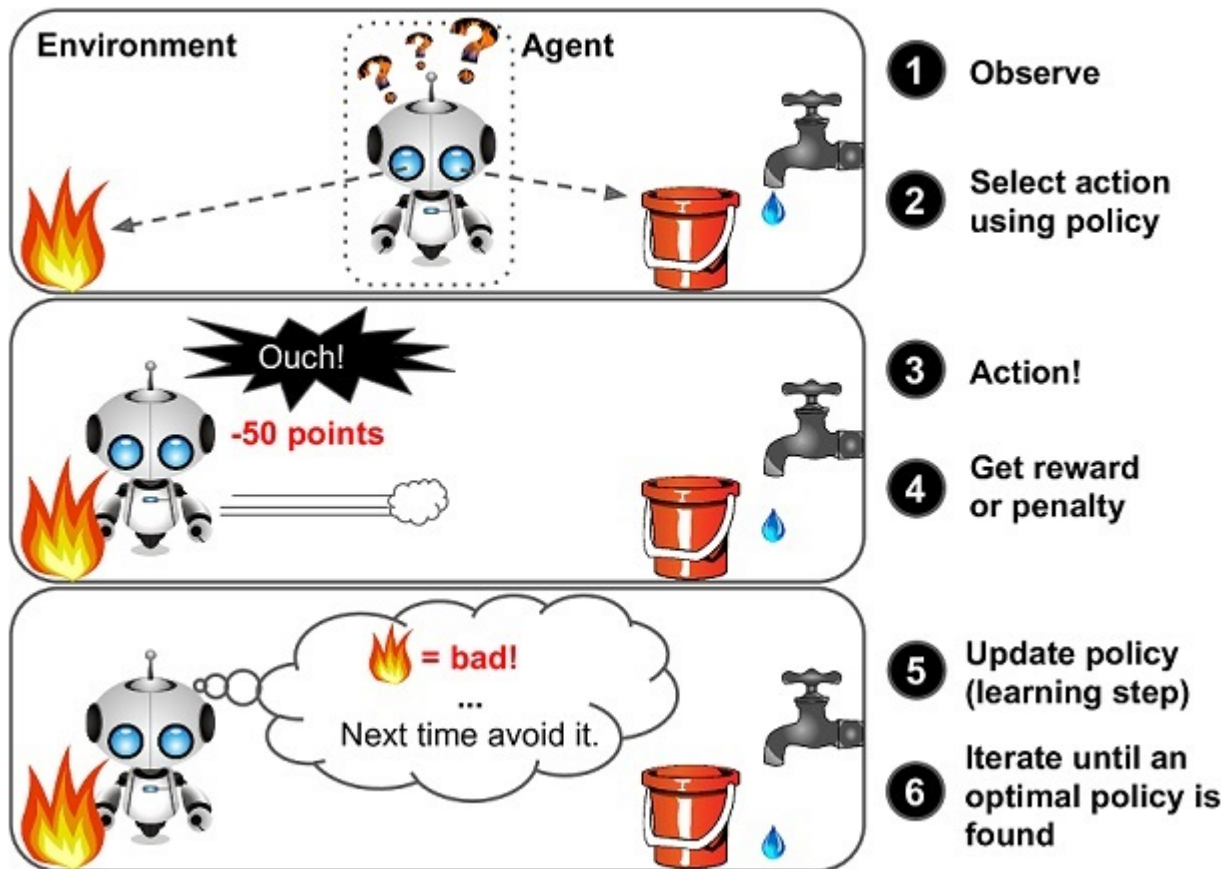 Environment
Agent
? ? ?
1 Observe
2 Select action
using policy
Ouch!
-50 points
3 Action!
4 Get reward
or penalty
= bad!
...
Next time avoid it.
5 Update policy
(learning step)
6 Iterate until an
optimal policy is
found